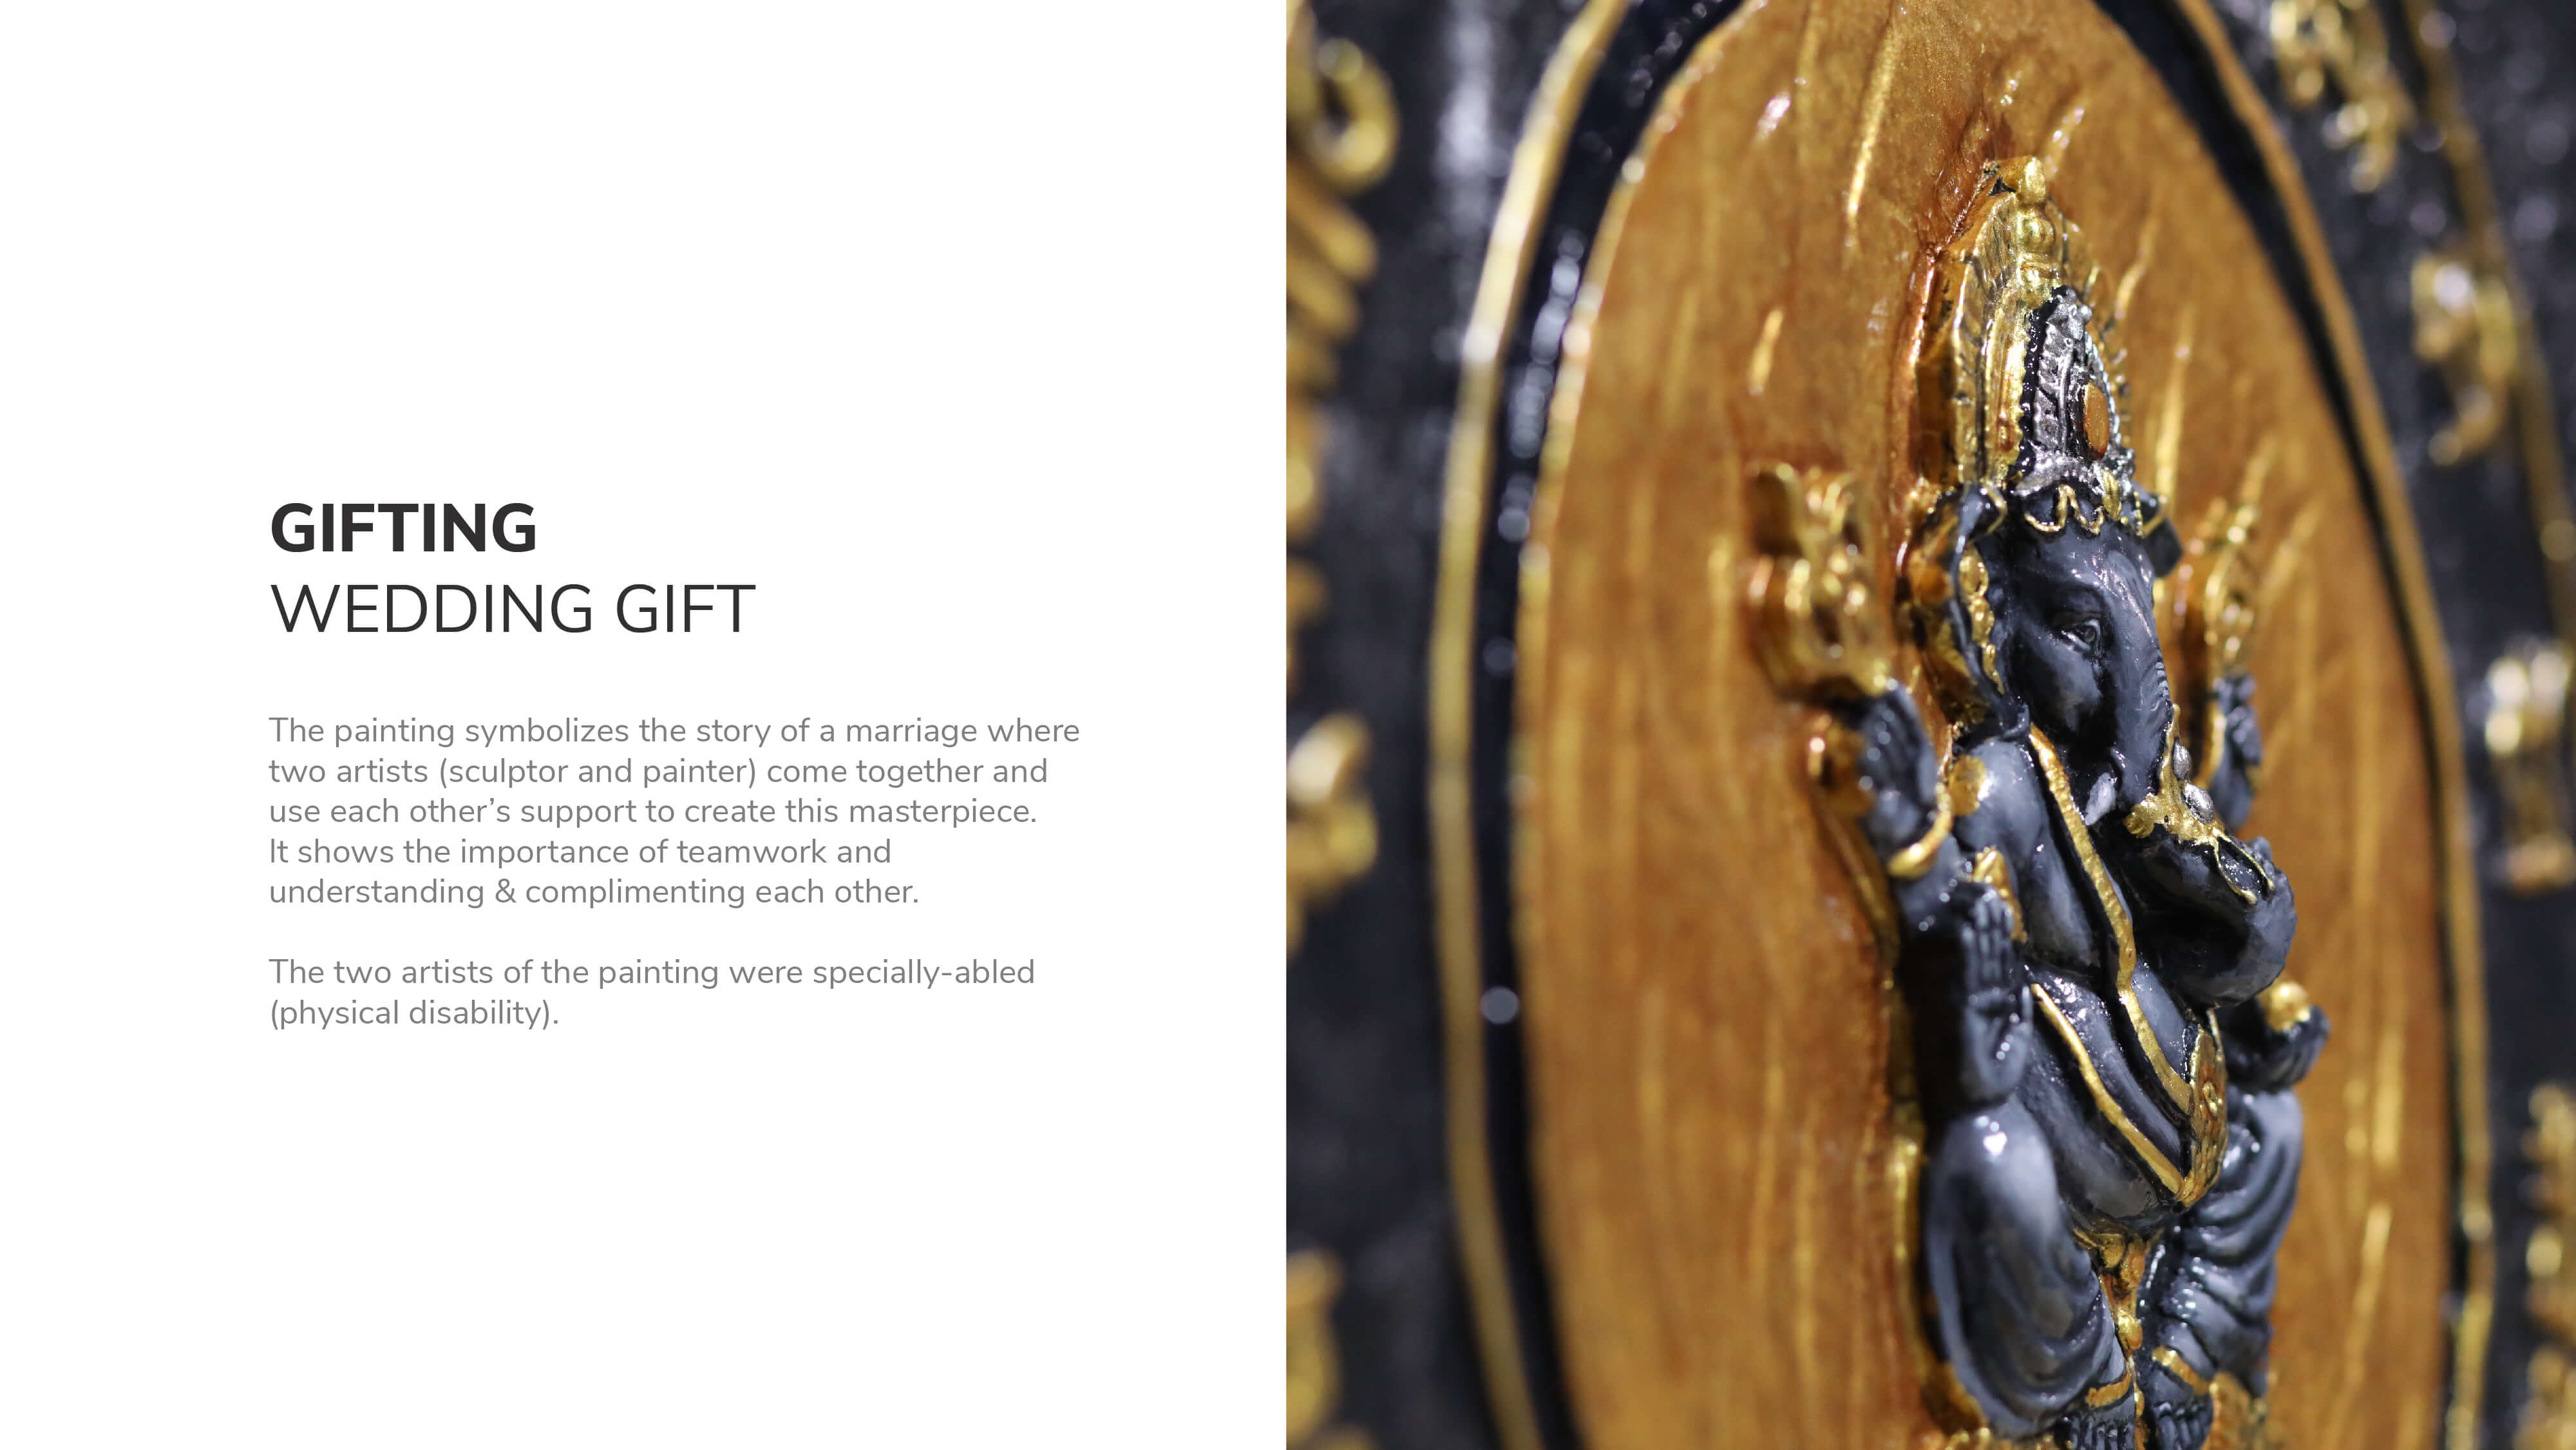 GIFTING
WEDDING GIFT
The painting symbolizes the story of a marriage where
two artists (sculptor and painter) come together and
use each other’s support to create this masterpiece.
It shows the importance of teamwork and
understanding & complimenting each other.
The two artists of the painting were specially-abled
(physical disability).